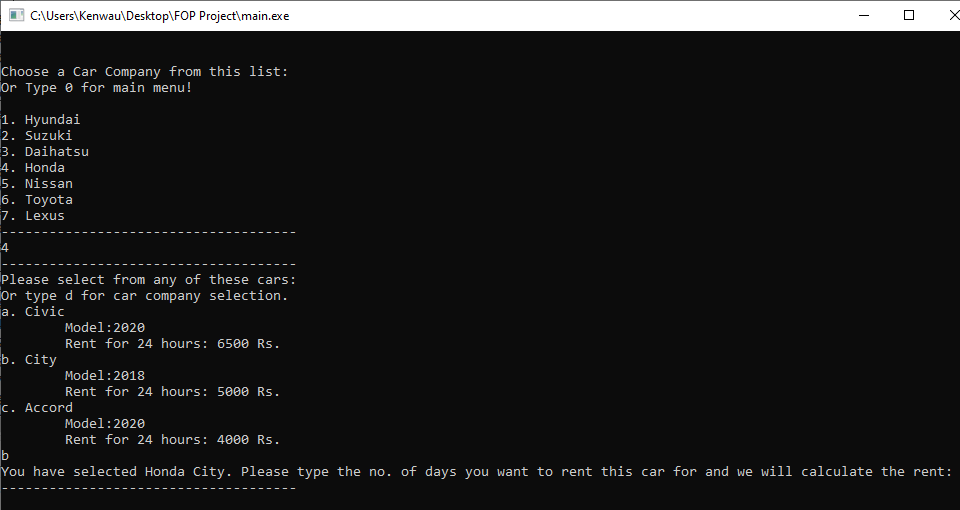 C:\Users\Kenwau\Desktop\FOP Project\main.exe
Choose a Car Company from this list:
Or Type 0 for main menu!
1. Hyundai
2. Suzuki
3. Daihatsu
4. Honda
5. Nissan
6. Toyota
7. Lexus
-------------------------------------
4
-------------------------------------
Please select from any of these cars:
Or type d for car company selection.
a. Civic
Model:2020
Rent for 24 hours: 6500 Rs.
b. City
Model:2018
Rent for 24 hours: 5000 Rs.
c. Accord
Model:2020
Rent for 24 hours: 4000 Rs.
b
You have selected Honda City. Please type the no. of days you want to rent this car for and we will calculate the rent:
-------------------------------------